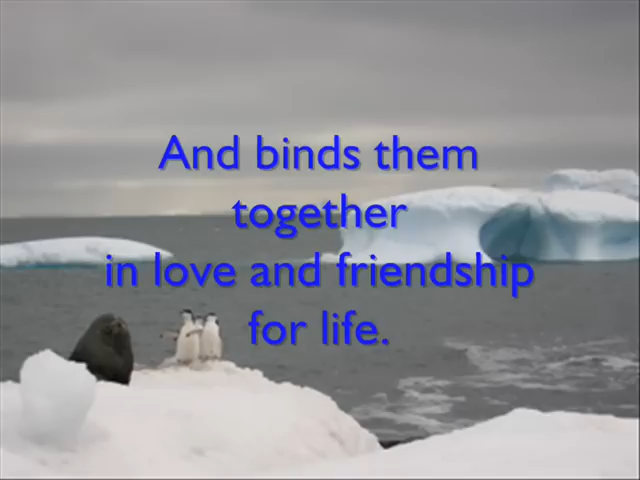 And binds them
together
in love and friendship
for life.